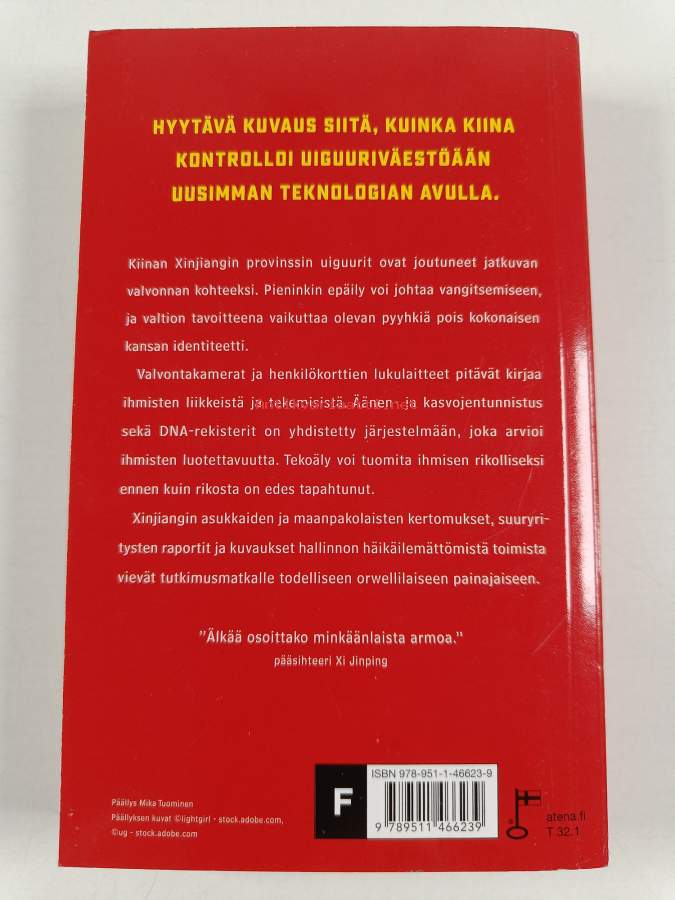 HYYTÄVÄ KUVAUS SIITÄ, KUINKA KIINA
KONTROLLOI UIGUURIVÄESTÖÄÄN
UUSIMMAN TEKNOLOGIAN AVULLA.
Kiinan Xinjiangin provinssin uiguurit ovat joutuneet jatkuvan
valvonnan kohteeksi. Pieninkin epäily voi johtaa vangitsemiseen,
ja valtion tavoitteena vaikuttaa olevan pyyhkiä pois kokonaisen
kansan identiteetti.
Valvontakamerat ja henkilökorttien lukulaitteet pitävät kirjaa
ihmisten liikkeistä ja tekemisistä. Äänen- ja kasvojentunnistus
sekä DNA-rekisterit on yhdistetty järjestelmään, joka arvioi
ihmisten luotettavuutta. Tekoäly voi tuomita ihmisen rikolliseksi
ennen kuin rikosta on edes tapahtunut.
Xinjiangin asukkaiden ja maanpakolaisten kertomukset, suuryri-
tysten raportit ja kuvaukset hallinnon häikäilemättömistä toimista
vievät tutkimusmatkalle todelliseen orwellilaiseen painajaiseen.
"Älkää osoittako minkäänlaista armoa."
pääsihteeri Xi Jinping
Päällys Mika Tuominen
Päällyksen kuvat ©lightgirl - stock.adobe.com,
©ug - stock.adobe.com
F
ISBN 978-951-1-46623-9
9 789511 466239
atena.fi
T 32.1